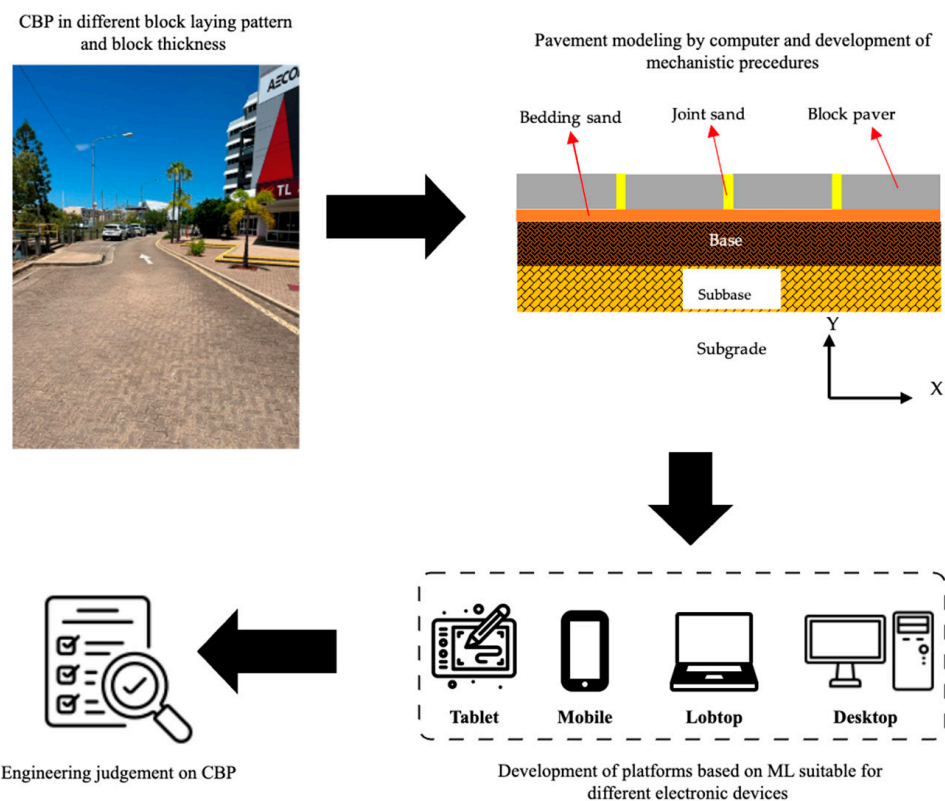 CBP in different block laying pattern
and block thickness
AECO
TL
Pavement modeling by computer and development of
mechanistic precedures
Bedding sand
Joint sand
Block paver
Base
Subbase
Subgrade
Y
X
Tablet
Mobile
Lobtop
Desktop
Development of platforms based on ML suitable for
different electronic devices
Engineering judgement on CBP